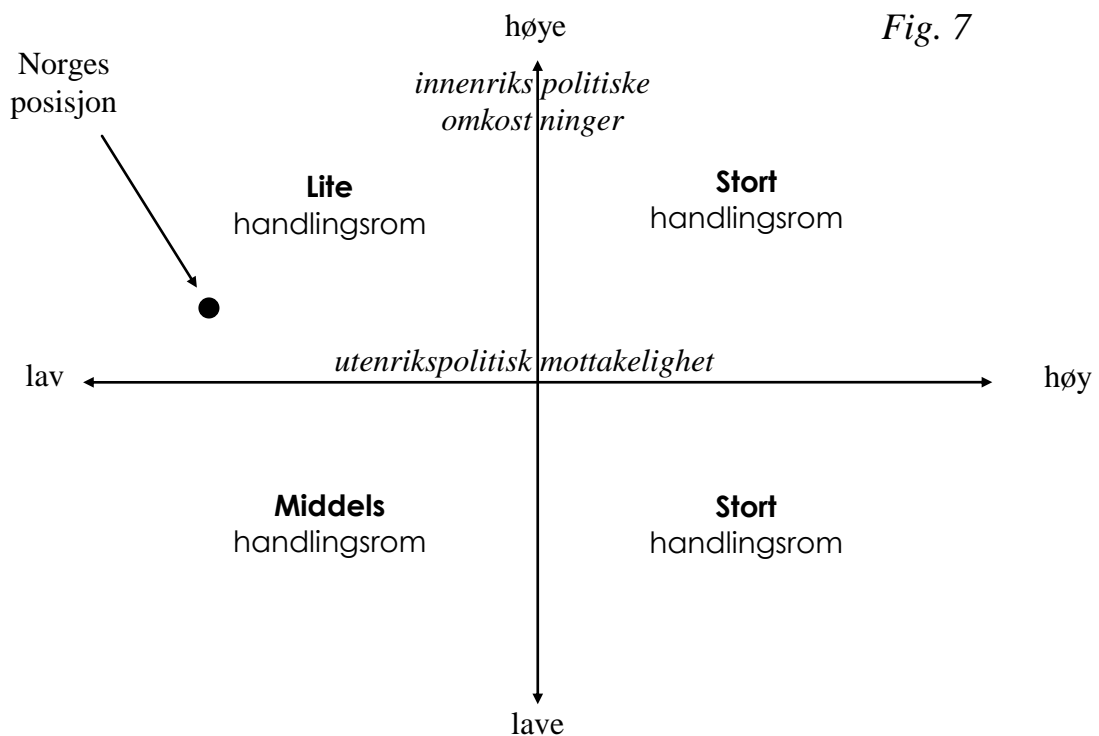 Fig. 7
høye
Norges
posisjon
innenriks politiske
omkost ninger
Lite
handlingsrom
Stort
handlingsrom
utenrikspolitisk mottakelighet
lav
høy
Middels
handlingsrom
Stort
handlingsrom
lave